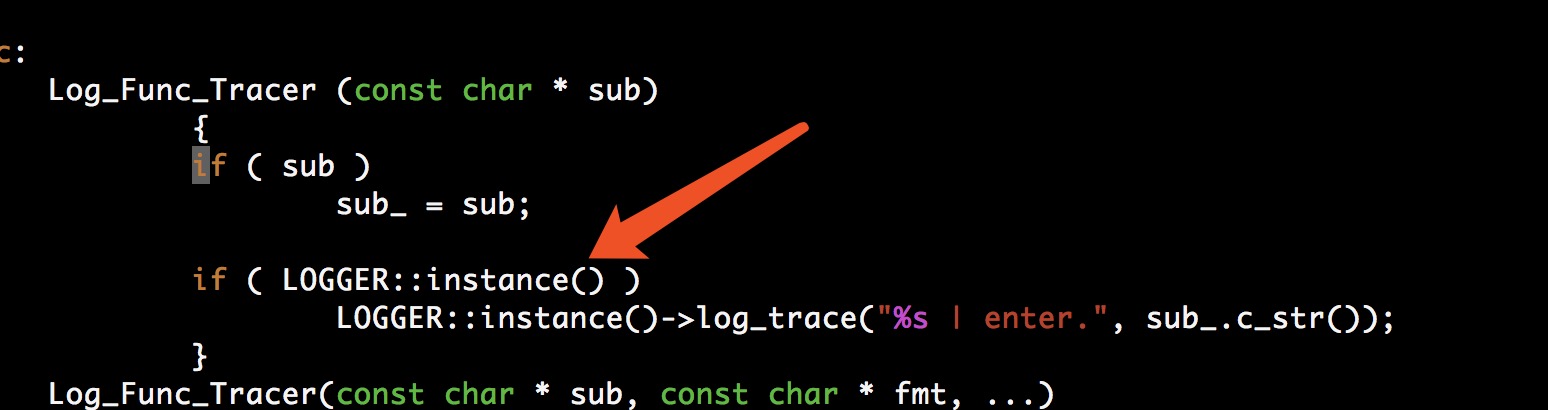 c:
Log_Func_Tracer (const char * sub)
{
if ( sub )
sub_ = sub;
if ( LOGGER::instance() )
LOGGER::instance()->log_trace("%s | enter.", sub_.c_str());
}
Log_Func_Tracer(const char * sub, const char * fmt, ...)